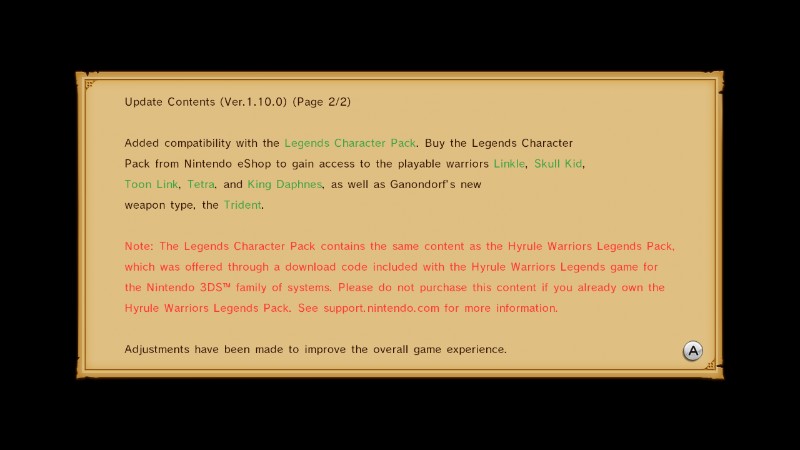 Update Contents (Ver.1.10.0) (Page 2/2)
Added compatibility with the Legends Character Pack. Buy the Legends Character
Pack from Nintendo eShop to gain access to the playable warriors Linkle, Skull Kid,
Toon Link, Tetra, and King Daphnes, as well as Ganondorf's new
weapon type, the Trident.
Note: The Legends Character Pack contains the same content as the Hyrule Warriors Legends Pack,
which was offered through a download code included with the Hyrule Warriors Legends game for
the Nintendo 3DS™ family of systems. Please do not purchase this content if you already own the
Hyrule Warriors Legends Pack. See support.nintendo.com for more information.
Adjustments have been made to improve the overall game experience.
A